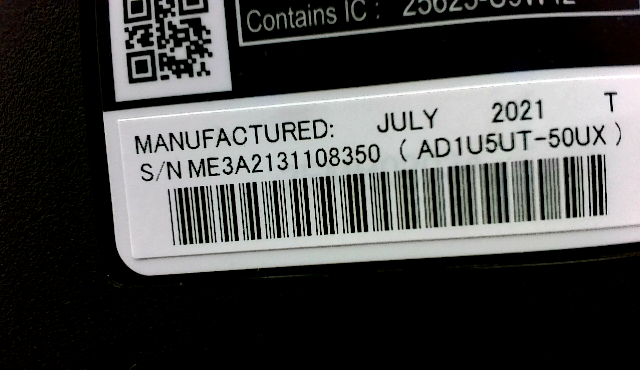 Contains IC :
MANUFACTURED: JULY 2021 T
S/N ME3A2131108350 ( AD1U5UT-50UX )